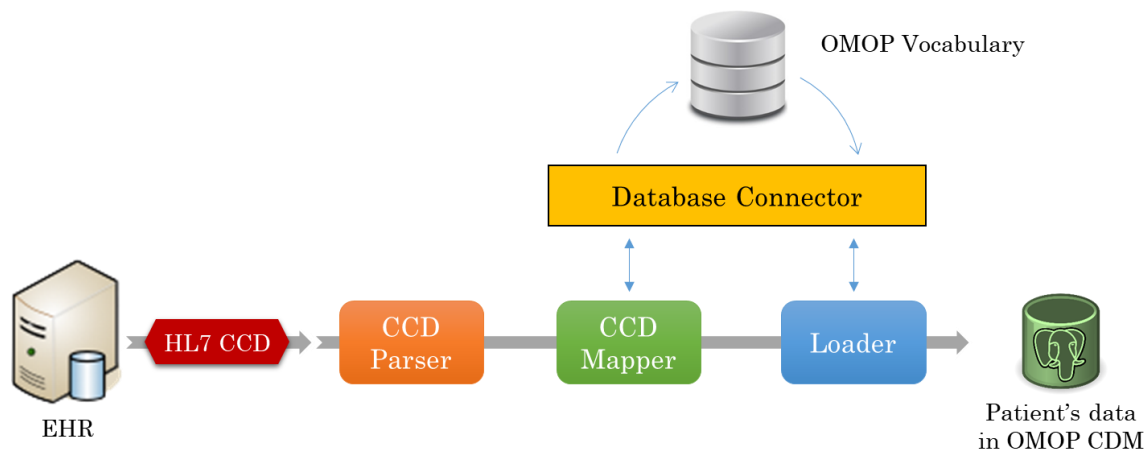 OMOP Vocabulary
Database Connector
HL7 CCD
CCD
Parser
CCD
Mapper
Loader
EHR
Patient's data
in OMOP CDM